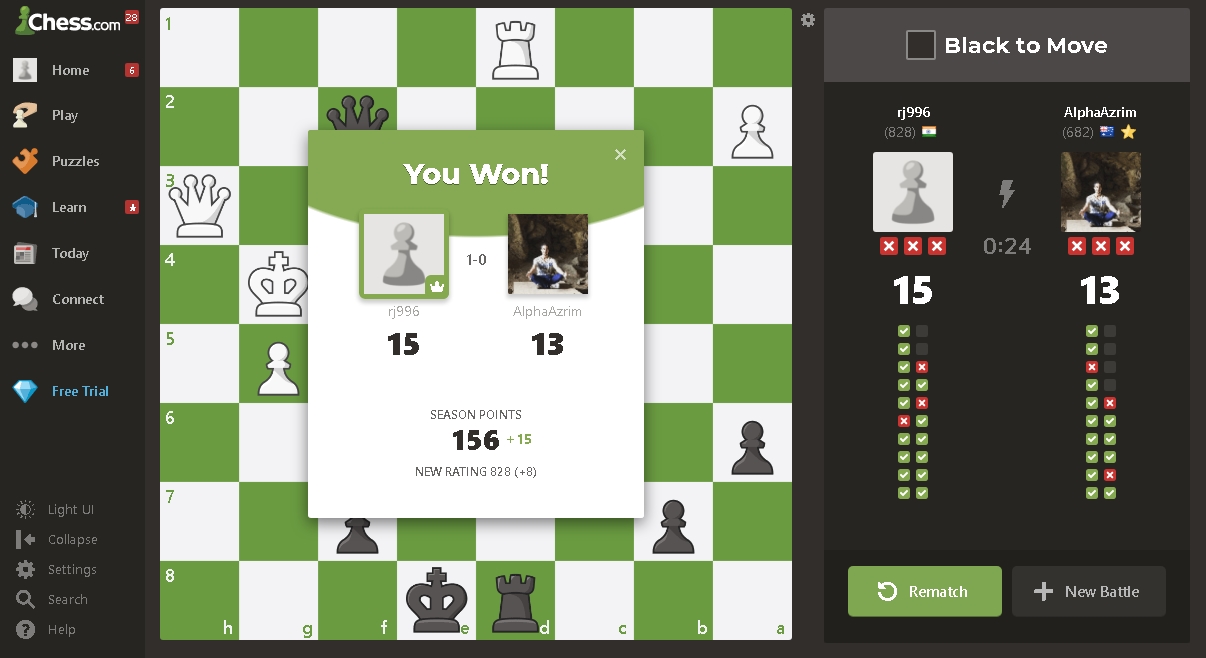 Chess.com
28
Home
6
Play
Puzzles
Learn
Today
Connect
More
Free Trial
Light UI
Collapse
Settings
Search
Help
1
2
3
4
5
6
7
8
h
g
f
e
d
c
b
a
You Won!
1-0
rj996
AlphaAzrim
15
13
SEASON POINTS
156 +15
NEW RATING 828 (+8)
Black to Move
rj996
AlphaAzrim
(828)
(682)
0:24
15
13
Rematch
New Battle